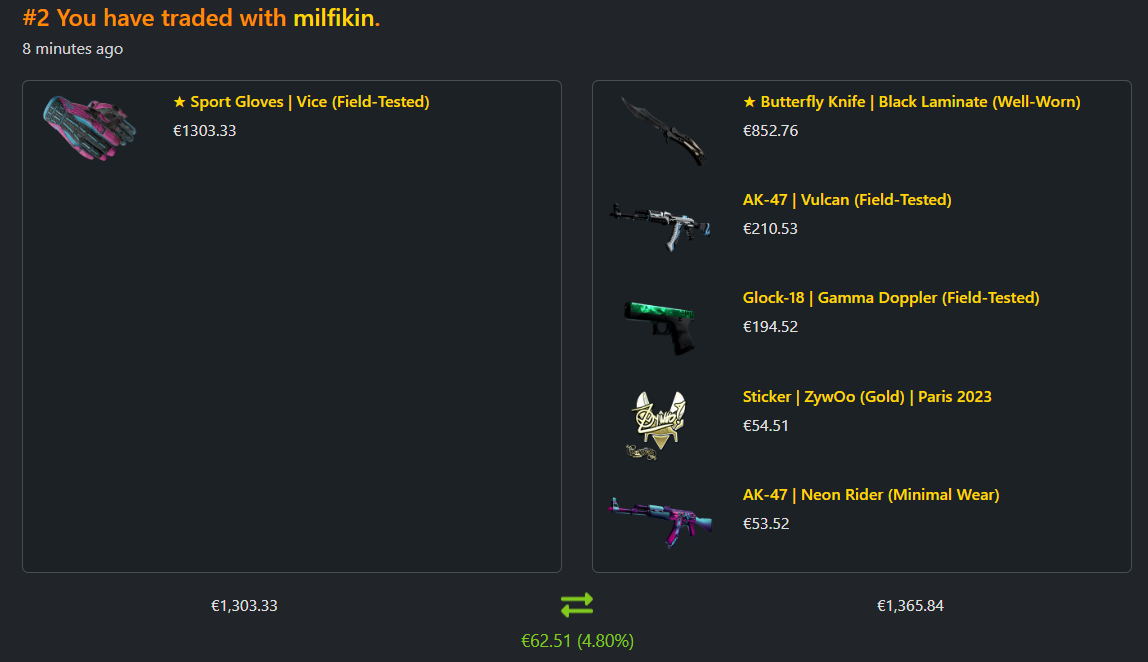 #2 You have traded with milfikin.
8 minutes ago
★ Sport Gloves | Vice (Field-Tested)
€1303.33
★ Butterfly Knife | Black Laminate (Well-Worn)
€852.76
AK-47 | Vulcan (Field-Tested)
€210.53
Glock-18 | Gamma Doppler (Field-Tested)
€194.52
Sticker | ZywOo (Gold) | Paris 2023
€54.51
AK-47 | Neon Rider (Minimal Wear)
€53.52
€1,303.33
€1,365.84
€62.51 (4.80%)